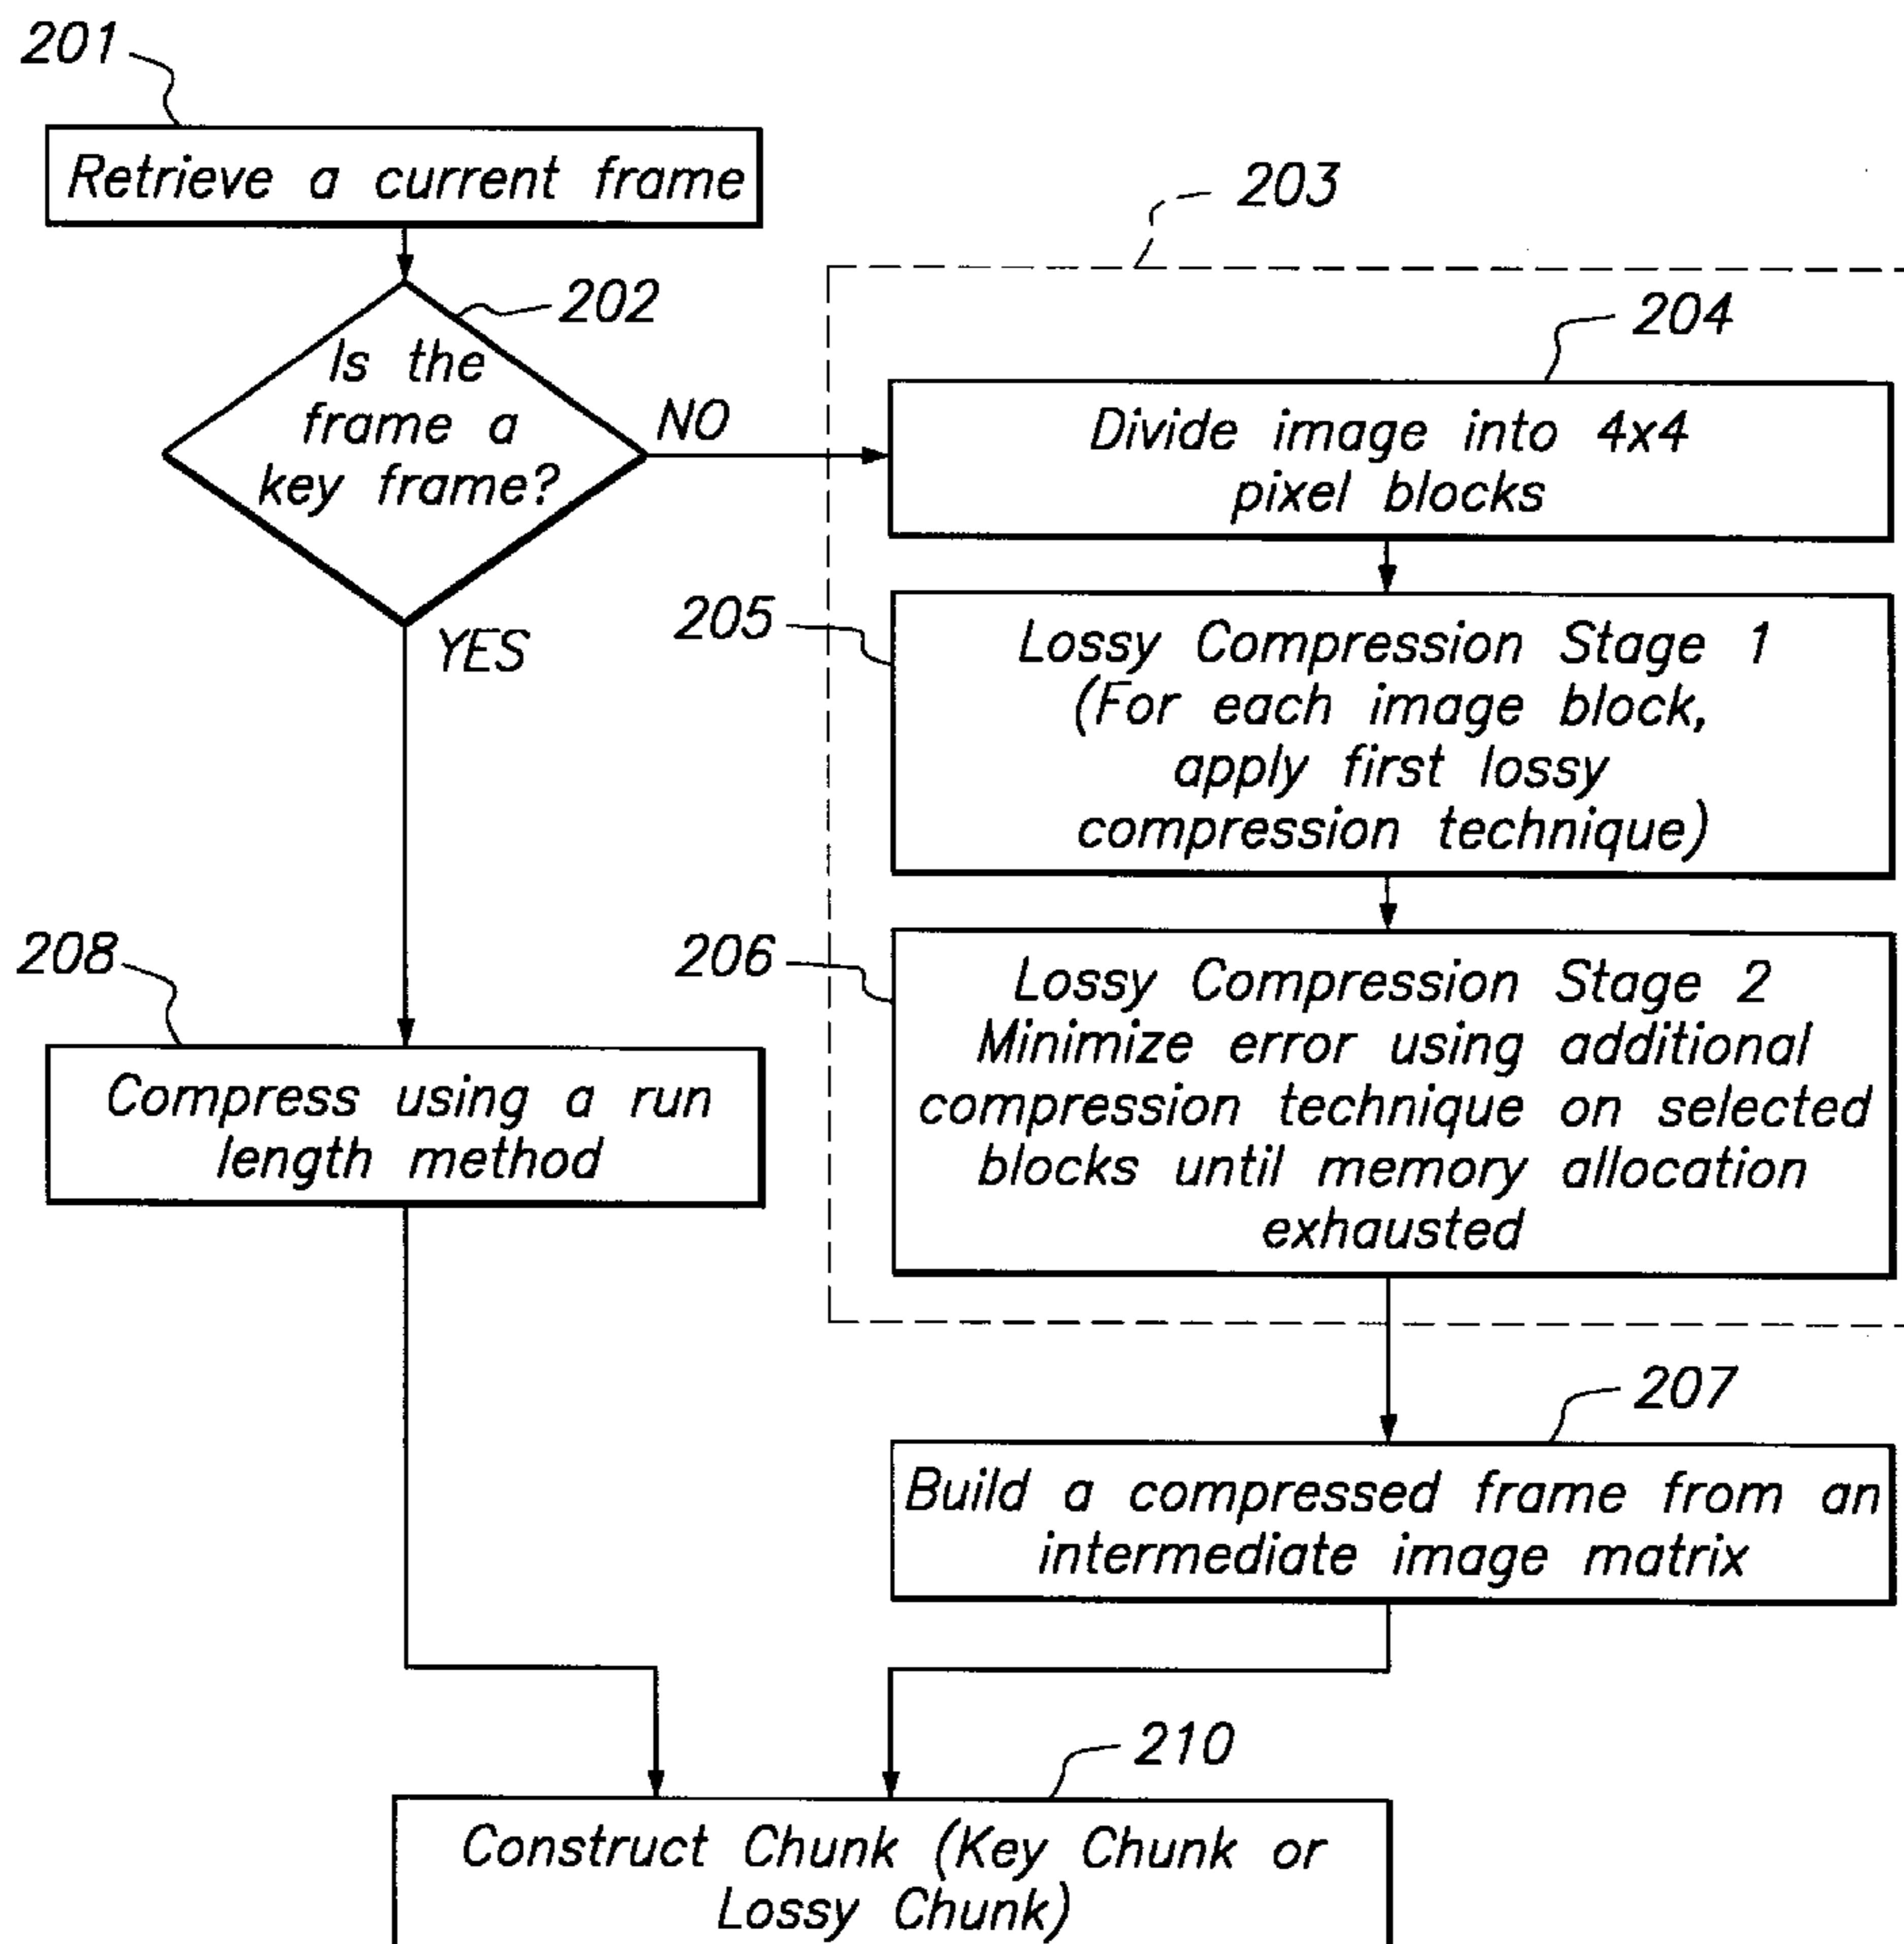 201
Retrieve a current frame
202
Is the
frame a
key frame?
NO
YES
203
204
Divide image into 4x4
pixel blocks
205
Lossy Compression Stage 1
(For each image block,
apply first lossy
compression technique)
206
Lossy Compression Stage 2
Minimize error using additional
compression technique on selected
blocks until memory allocation
exhausted
208
Compress using a run
length method
207
Build a compressed frame from an
intermediate image matrix
210
Construct Chunk (Key Chunk or
Lossy Chunk)